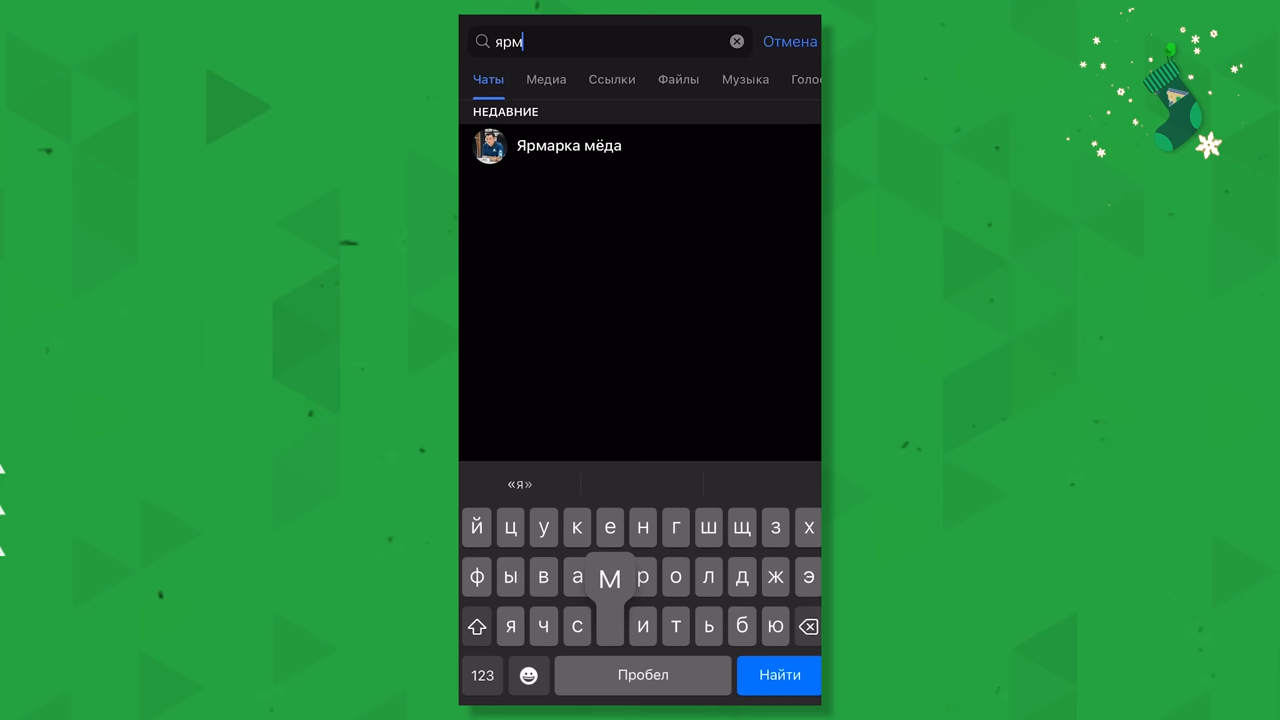 ярм
Отмена
Чаты Медиа Ссылки Файлы Музыка Голо
НЕДАВНИЕ
Ярмарка мёда
«я»
й ц у к е н г ш щ з х
ф ы в а М р о л д ж э
я ч с и т ь б ю
123 Пробел Найти